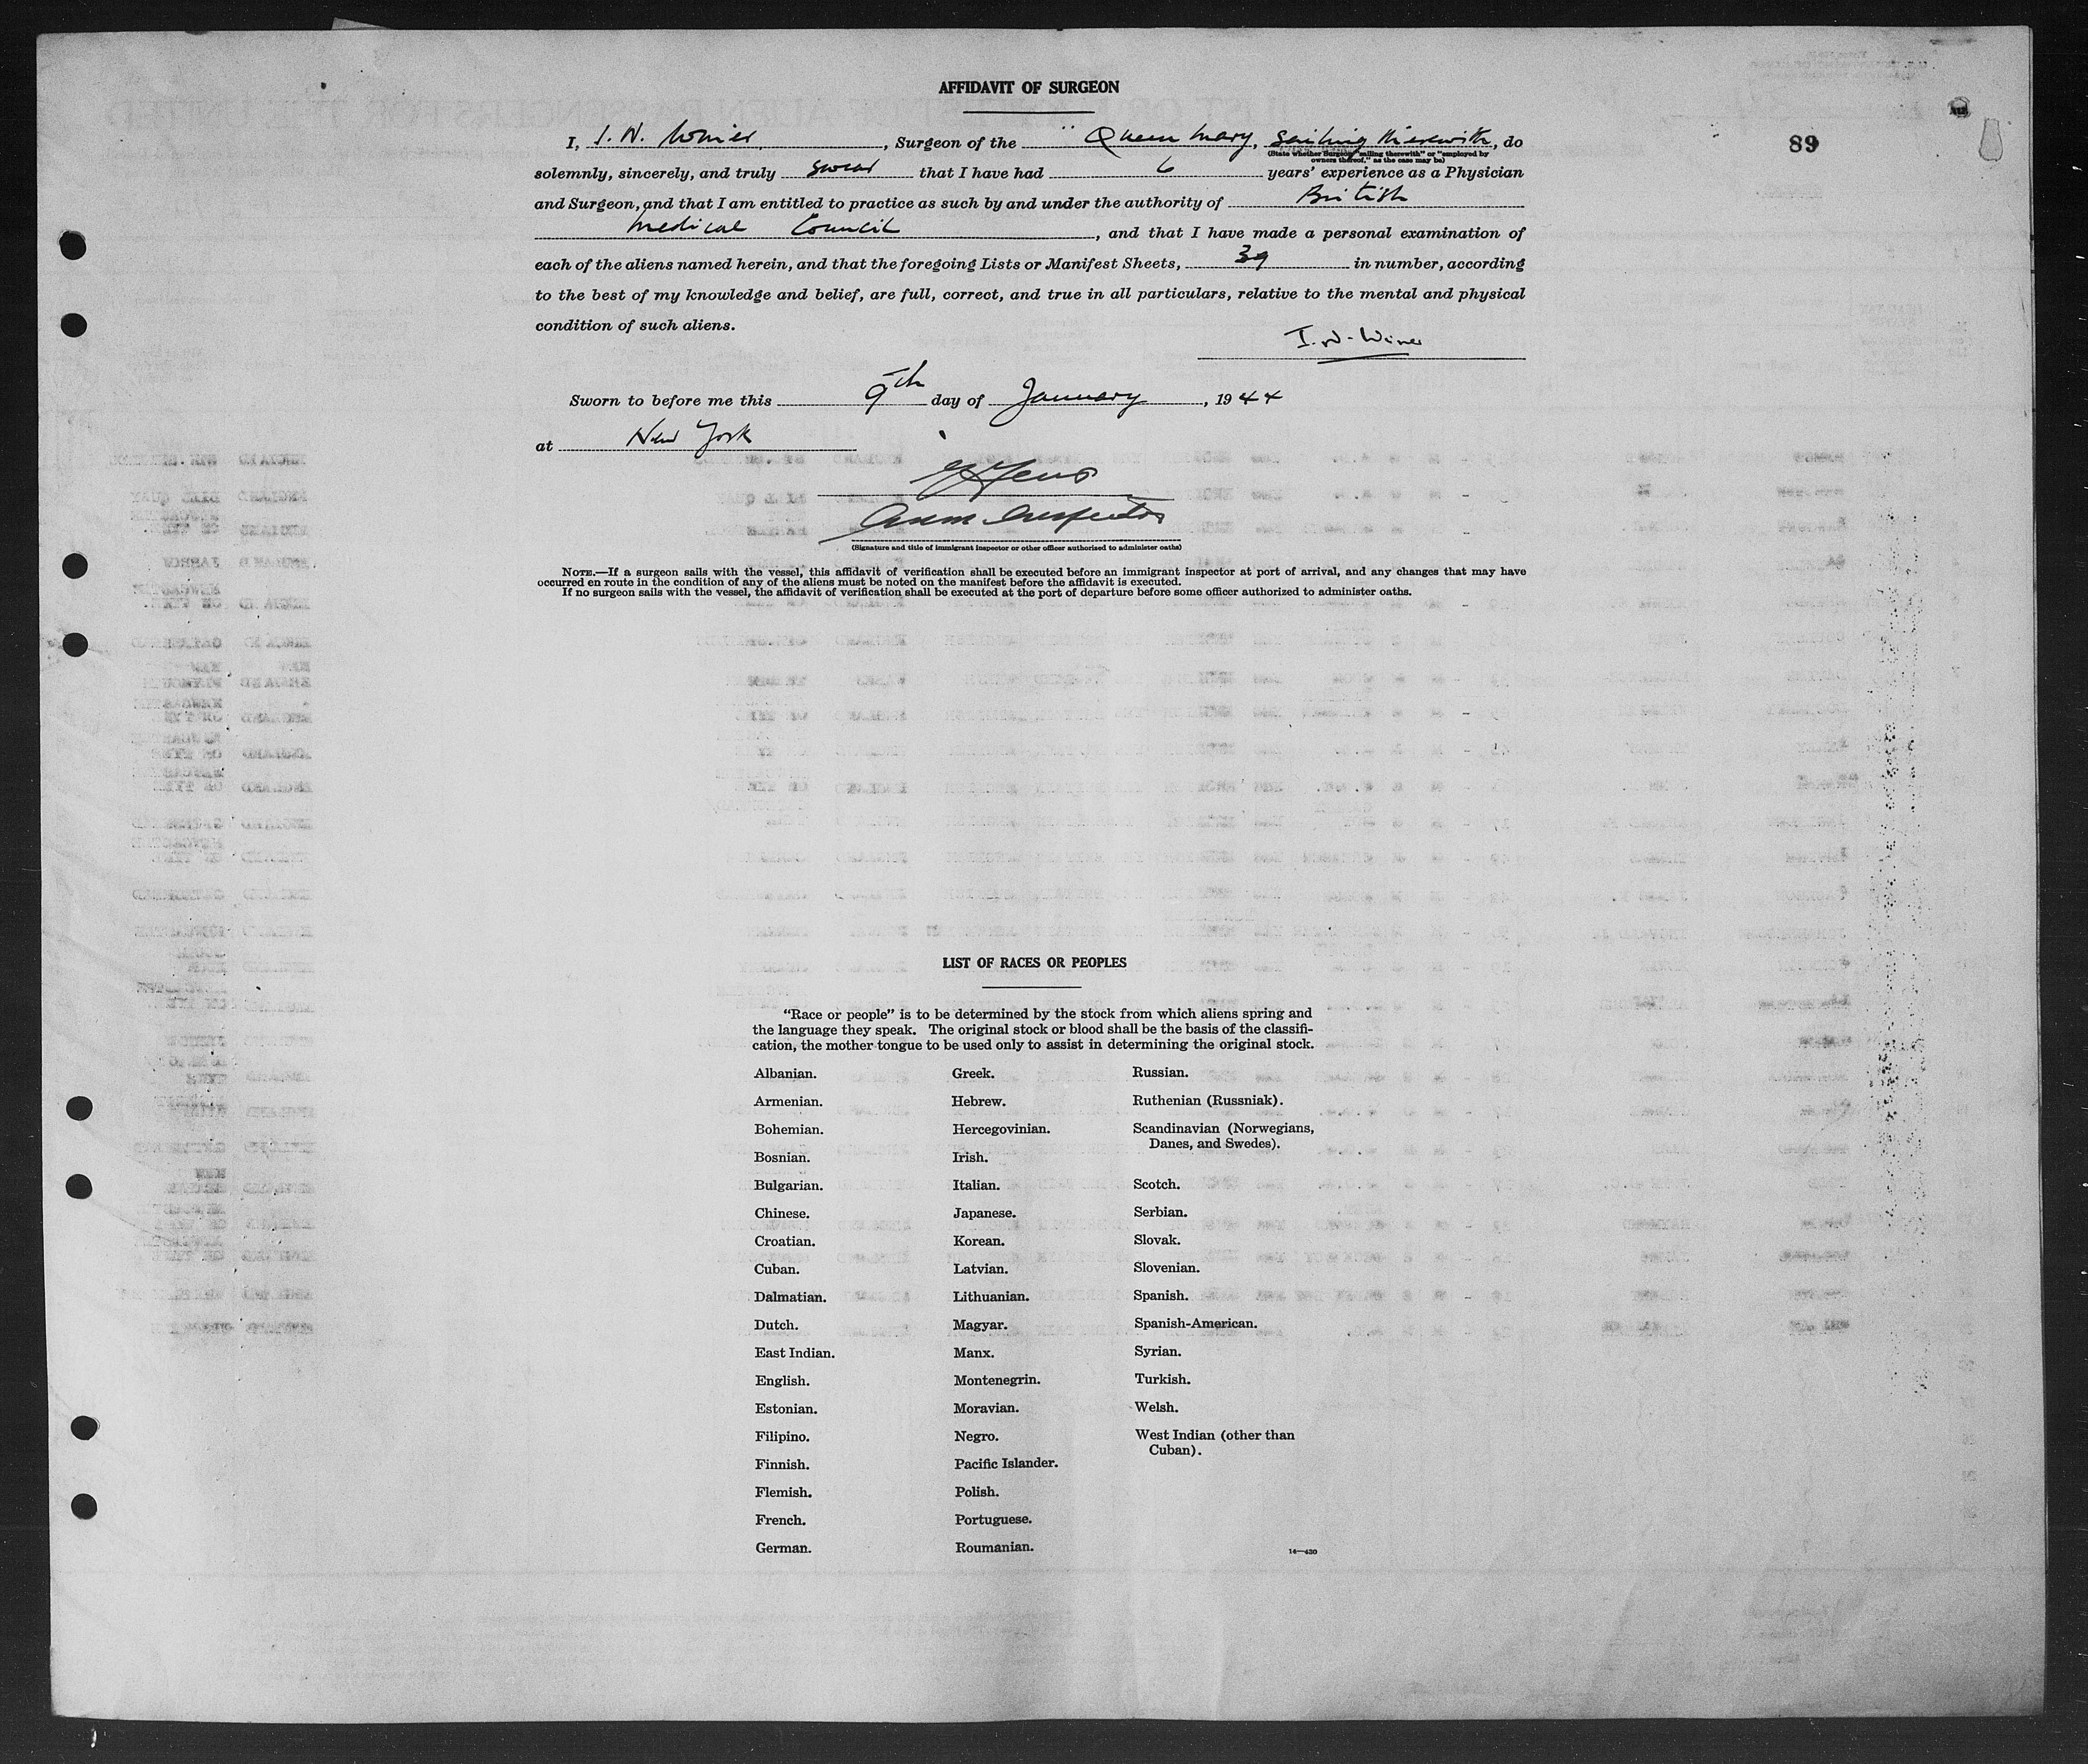 AFFIDAVIT OF SURGEON
89
I, I. N. Winer, Surgeon of the " Queen Mary, sailing therewith, do
(State whether Surgeon "sailing therewith" or "employed by
owners thereof," as the case may be)
solemnly, sincerely, and truly swear that I have had 6 years' experience as a Physician
and Surgeon, and that I am entitled to practice as such by and under the authority of British
Medical Council, and that I have made a personal examination of
each of the aliens named herein, and that the foregoing Lists or Manifest Sheets, 39 in number, according
to the best of my knowledge and belief, are full, correct, and true in all particulars, relative to the mental and physical
condition of such aliens.
I. N. Winer
Sworn to before me this 9th day of January, 1944
at New York
Inspector
(Signature and title of immigrant inspector or other officer authorized to administer oaths)
NOTE.—If a surgeon sails with the vessel, this affidavit of verification shall be executed before an immigrant inspector at port of arrival, and any changes that may have
occurred en route in the condition of any of the aliens must be noted on the manifest before the affidavit is executed.
If no surgeon sails with the vessel, the affidavit of verification shall be executed at the port of departure before some officer authorized to administer oaths.
LIST OF RACES OR PEOPLES
"Race or people" is to be determined by the stock from which aliens spring and
the language they speak. The original stock or blood shall be the basis of the classifi-
cation, the mother tongue to be used only to assist in determining the original stock.
Albanian.
Armenian.
Bohemian.
Bosnian.
Bulgarian.
Chinese.
Croatian.
Cuban.
Dalmatian.
Dutch.
East Indian.
English.
Estonian.
Filipino.
Finnish.
Flemish.
French.
German.
Greek.
Hebrew.
Hercegovinian.
Irish.
Italian.
Japanese.
Korean.
Latvian.
Lithuanian.
Magyar.
Manx.
Montenegrin.
Moravian.
Negro.
Pacific Islander.
Polish.
Portuguese.
Roumanian.
Russian.
Ruthenian (Russniak).
Scandinavian (Norwegians,
Danes, and Swedes).
Scotch.
Serbian.
Slovak.
Slovenian.
Spanish.
Spanish-American.
Syrian.
Turkish.
Welsh.
West Indian (other than
Cuban).
14—430